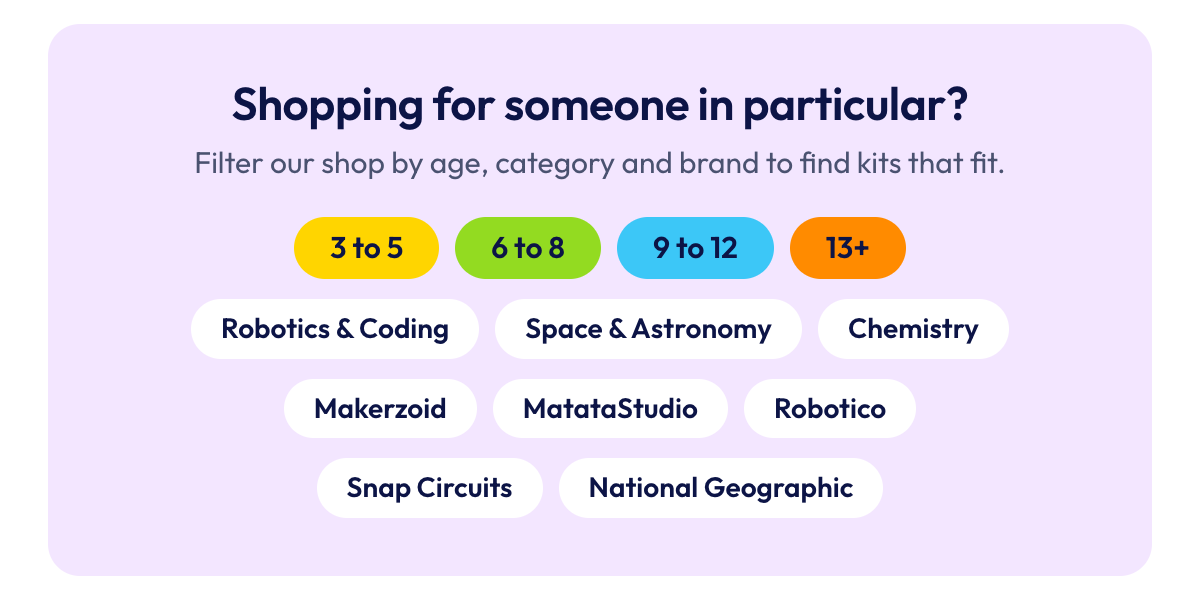 Shopping for someone in particular?
Filter our shop by age, category and brand to find kits that fit.
3 to 5 6 to 8 9 to 12 13+
Robotics & Coding Space & Astronomy Chemistry
Makerzoid MatataStudio Robotico
Snap Circuits National Geographic